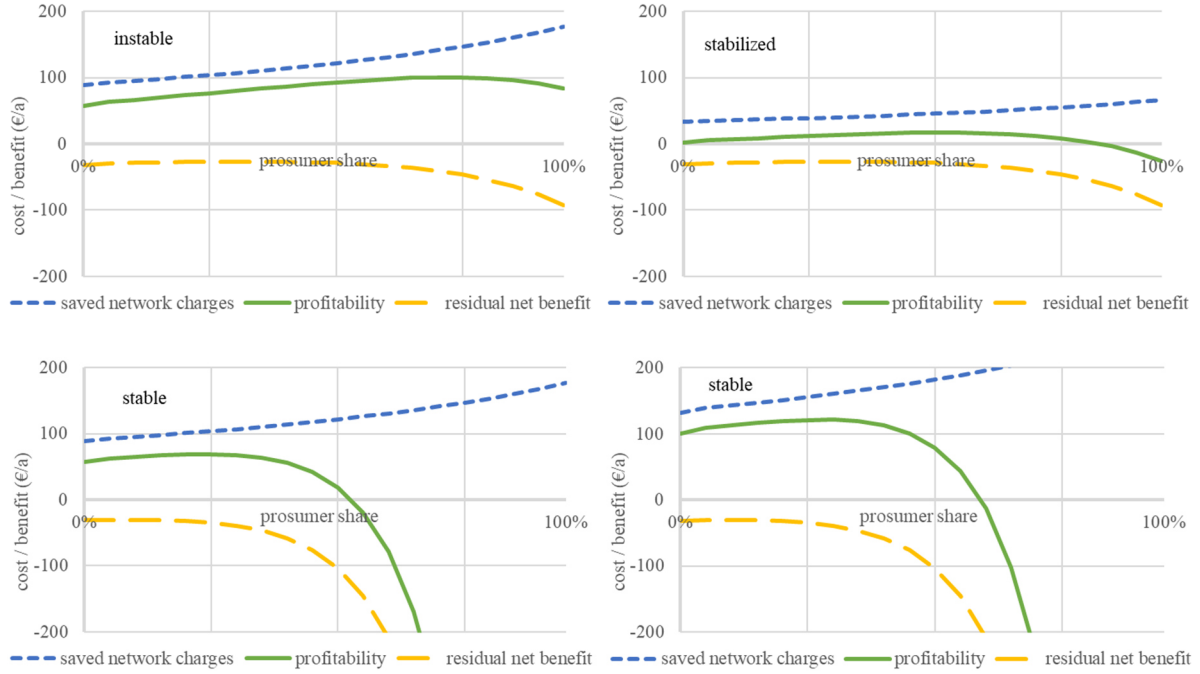 200
instable
100
0
0%
prosumer share
100%
-100
-200
cost / benefit (€/a)
saved network charges profitability residual net benefit
200
stabilized
100
0
0%
prosumer share
100%
-100
-200
cost / benefit (€/a)
saved network charges profitability residual net benefit
200
stable
100
0
0%
prosumer share
100%
-100
-200
cost / benefit (€/a)
saved network charges profitability residual net benefit
200
stable
100
0
0%
prosumer share
100%
-100
-200
cost / benefit (€/a)
saved network charges profitability residual net benefit